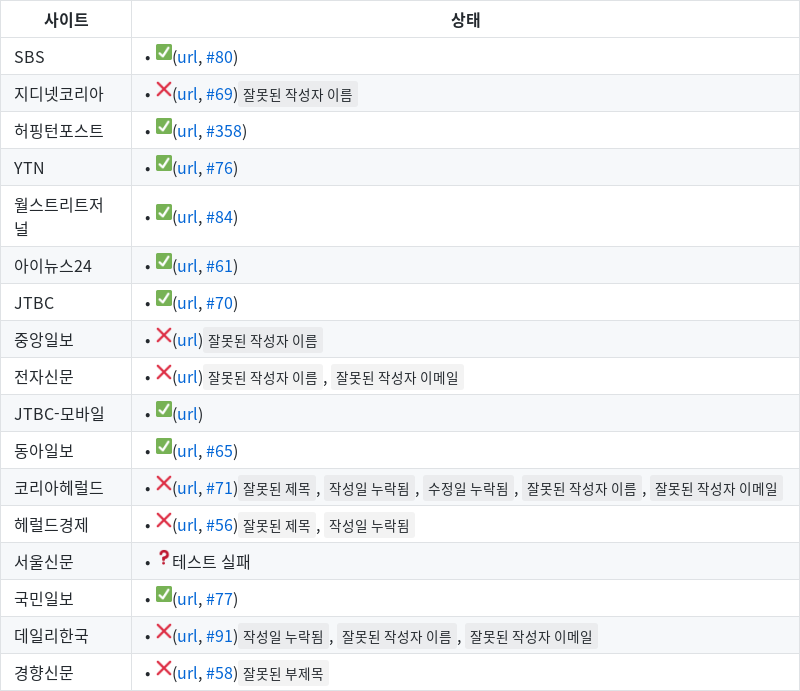 사이트 상태
SBS • ✅(url, #80)
지디넷코리아 • ❌(url, #69) 잘못된 작성자 이름
허핑턴포스트 • ✅(url, #358)
YTN • ✅(url, #76)
월스트리트저
널 • ✅(url, #84)
아이뉴스24 • ✅(url, #61)
JTBC • ✅(url, #70)
중앙일보 • ❌(url) 잘못된 작성자 이름
전자신문 • ❌(url) 잘못된 작성자 이름 , 잘못된 작성자 이메일
JTBC-모바일 • ✅(url)
동아일보 • ✅(url, #65)
코리아헤럴드 • ❌(url, #71) 잘못된 제목 , 작성일 누락됨 , 수정일 누락됨 , 잘못된 작성자 이름 , 잘못된 작성자 이메일
헤럴드경제 • ❌(url, #56) 잘못된 제목 , 작성일 누락됨
서울신문 • ❓테스트 실패
국민일보 • ✅(url, #77)
데일리한국 • ❌(url, #91) 작성일 누락됨 , 잘못된 작성자 이름 , 잘못된 작성자 이메일
경향신문 • ❌(url, #58) 잘못된 부제목